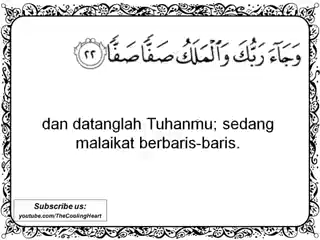 وَجَآءَ رَبُّكَ وَٱلْمَلَكُ صَفًّا صَفًّا ٢٢
dan datanglah Tuhanmu; sedang
malaikat berbaris-baris.
Subscribe us:
youtube.com/TheCoolingHeart